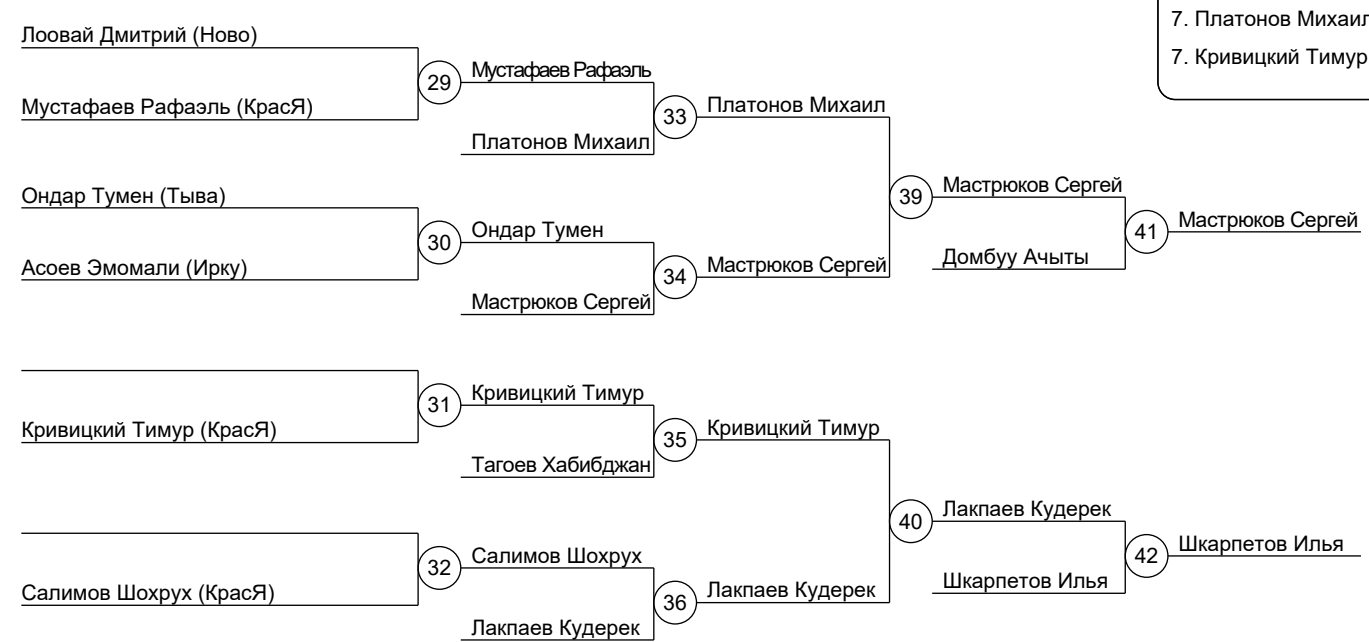 7. Платонов Михаил
Лоовай Дмитрий (Ново)
7. Кривицкий Тимур
29
Мустафаев Рафаэль
Мустафаев Рафаэль (КрасЯ)
33
Платонов Михаил
Платонов Михаил
Ондар Тумен (Тыва)
39
Мастрюков Сергей
30
Ондар Тумен
41
Мастрюков Сергей
Асоев Эмомали (Ирку)
34
Мастрюков Сергей
Домбуу Ачыты
Мастрюков Сергей
31
Кривицкий Тимур
Кривицкий Тимур (КрасЯ)
35
Кривицкий Тимур
Тагоев Хабибджан
40
Лакпаев Кудерек
32
Салимов Шохрух
42
Шкарпетов Илья
Салимов Шохрух (КрасЯ)
36
Лакпаев Кудерек
Шкарпетов Илья
Лакпаев Кудерек